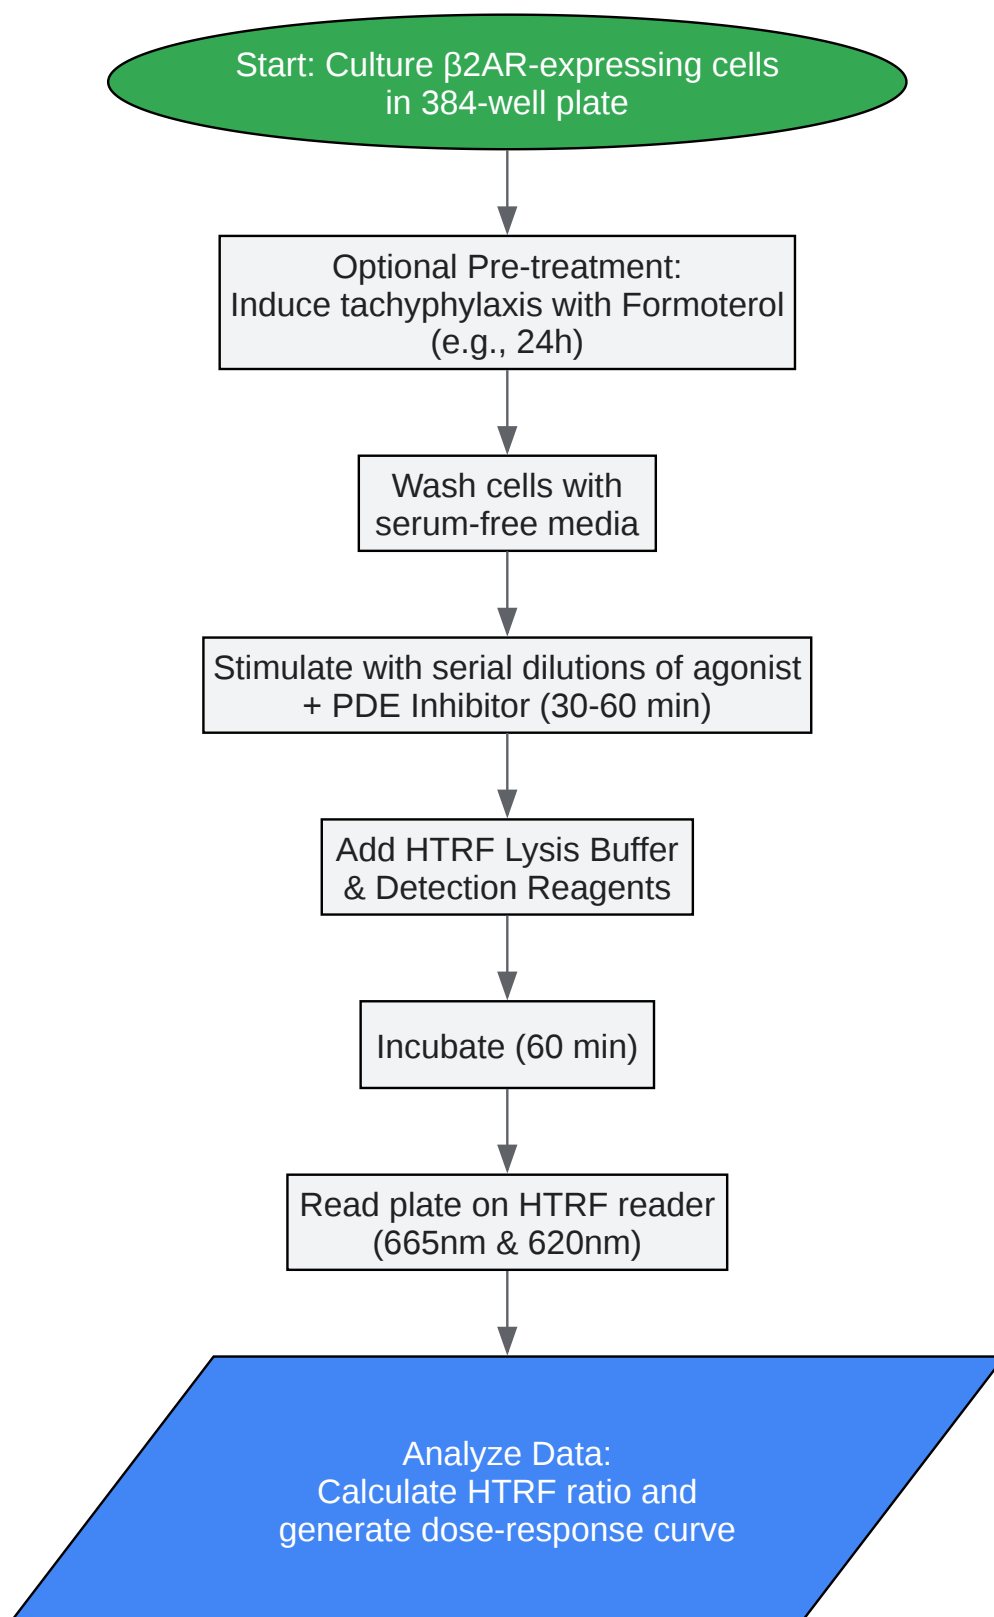 Start: Culture β2AR-expressing cells
in 384-well plate
Optional Pre-treatment:
Induce tachyphylaxis with Formoterol
(e.g., 24h)
Wash cells with
serum-free media
Stimulate with serial dilutions of agonist
+ PDE Inhibitor (30-60 min)
Add HTRF Lysis Buffer
& Detection Reagents
Incubate (60 min)
Read plate on HTRF reader
(665nm & 620nm)
Analyze Data:
Calculate HTRF ratio and
generate dose-response curve